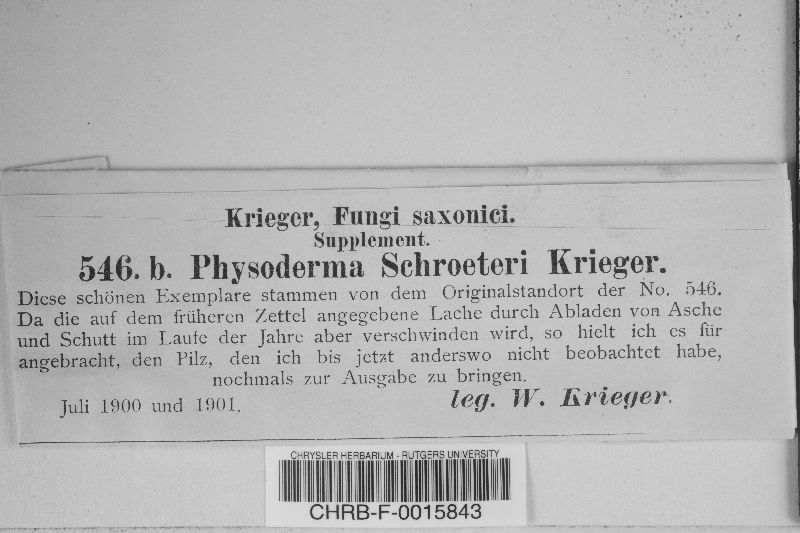 Krieger, Fungi saxonici.
Supplement.
546. b. Physoderma Schroeteri Krieger.
Diese schönen Exemplare stammen von dem Originalstandort der No. 546.
Da die auf dem früheren Zettel angegebene Lache durch Abladen von Asche
und Schutt im Laufe der Jahre aber verschwinden wird, so hielt ich es für
angebracht, den Pilz, den ich bis jetzt anderswo nicht beobachtet habe,
nochmals zur Ausgabe zu bringen.
Juli 1900 und 1901. leg. W. Krieger.
CHRYSLER HERBARIUM - RUTGERS UNIVERSITY
CHRB-F-0015843